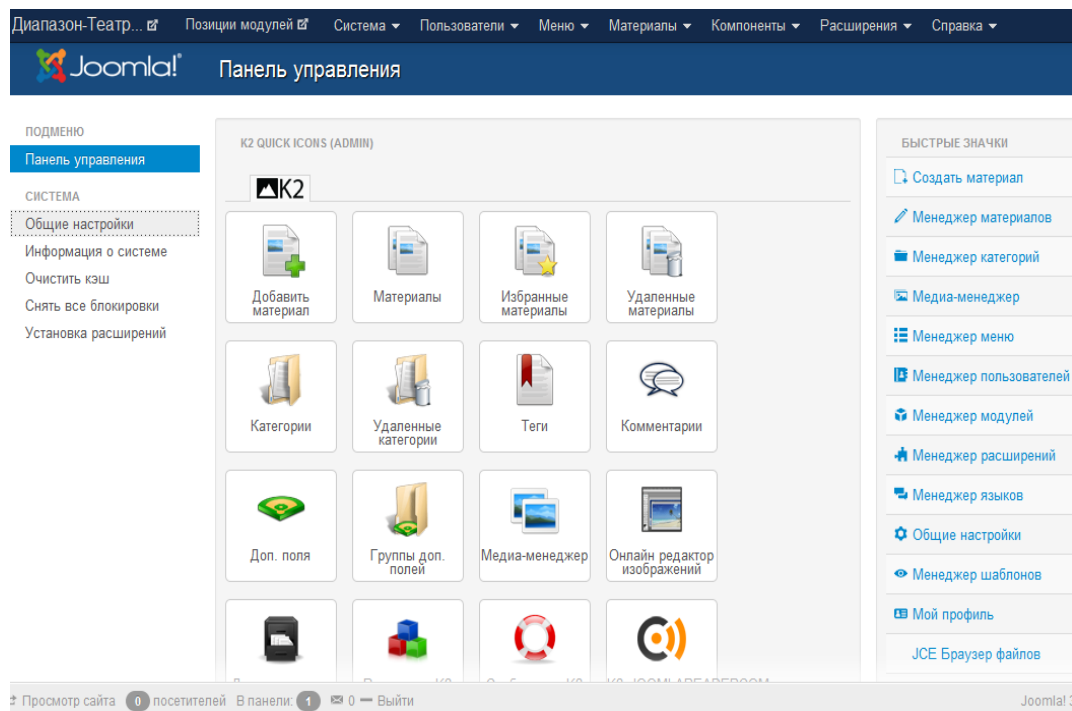 Диапазон-Театр... Позиции модулей Система Пользователи Меню Материалы Компоненты Расширения Справка
Joomla! Панель управления
ПОДМЕНЮ
Панель управления
СИСТЕМА
Общие настройки
Информация о системе
Очистить кэш
Снять все блокировки
Установка расширений
K2 QUICK ICONS (ADMIN)
K2
Добавить материал
Материалы
Избранные материалы
Удаленные материалы
Категории
Удаленные категории
Теги
Комментарии
Доп. поля
Группы доп. полей
Медиа-менеджер
Онлайн редактор изображений
БЫСТРЫЕ ЗНАЧКИ
Создать материал
Менеджер материалов
Менеджер категорий
Медиа-менеджер
Менеджер меню
Менеджер пользователей
Менеджер модулей
Менеджер расширений
Менеджер языков
Общие настройки
Менеджер шаблонов
Мой профиль
JCE Браузер файлов
Просмотр сайта 0 посетителей В панели: 1 0 — Выйти
Joomla! 3